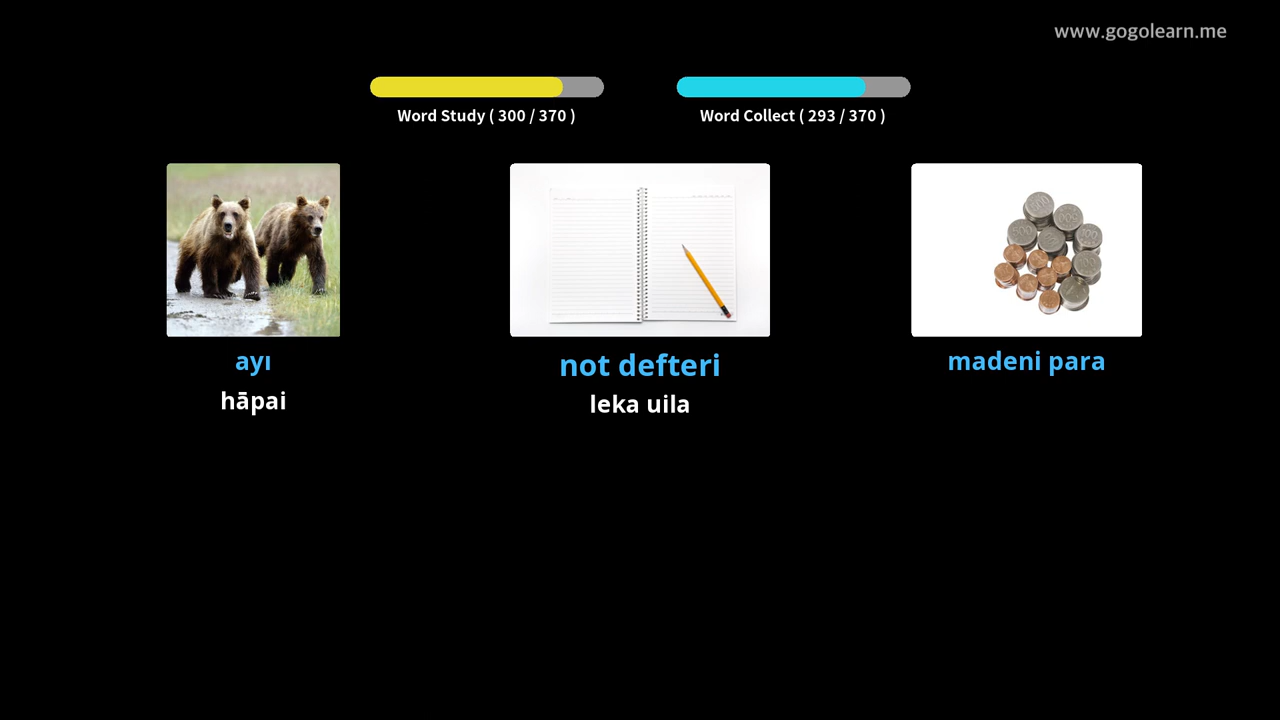 www.gogolearn.me
Word Study ( 300 / 370 )
Word Collect ( 293 / 370 )
ayı
hāpai
not defteri
leka uila
madeni para